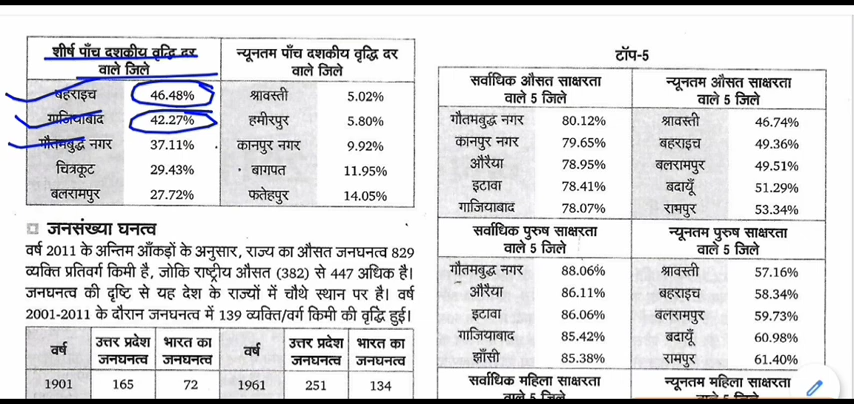 शीर्ष पाँच दशकीय वृद्धि दर वाले जिले
न्यूनतम पाँच दशकीय वृद्धि दर वाले जिले
बहराइच 46.48% श्रावस्ती 5.02%
गाजियाबाद 42.27% हमीरपुर 5.80%
गौतमबुद्ध नगर 37.11% कानपुर नगर 9.92%
चित्रकूट 29.43% बागपत 11.95%
बलरामपुर 27.72% फतेहपुर 14.05%
जनसंख्या घनत्व
वर्ष 2011 के अन्तिम आँकड़ों के अनुसार, राज्य का औसत जनघनत्व 829
व्यक्ति प्रतिवर्ग किमी है, जोकि राष्ट्रीय औसत (382) से 447 अधिक है।
जनघनत्व की दृष्टि से यह देश के राज्यों में चौथे स्थान पर है। वर्ष
2001-2011 के दौरान जनघनत्व में 139 व्यक्ति/वर्ग किमी की वृद्धि हुई।
वर्ष उत्तर प्रदेश जनघनत्व भारत का जनघनत्व वर्ष उत्तर प्रदेश जनघनत्व भारत का जनघनत्व
1901 165 72 1961 251 134
टॉप-5
सर्वाधिक औसत साक्षरता वाले 5 जिले
न्यूनतम औसत साक्षरता वाले 5 जिले
गौतमबुद्ध नगर 80.12% श्रावस्ती 46.74%
कानपुर नगर 79.65% बहराइच 49.36%
औरैया 78.95% बलरामपुर 49.51%
इटावा 78.41% बदायूँ 51.29%
गाजियाबाद 78.07% रामपुर 53.34%
सर्वाधिक पुरुष साक्षरता वाले 5 जिले
न्यूनतम पुरुष साक्षरता वाले 5 जिले
गौतमबुद्ध नगर 88.06% श्रावस्ती 57.16%
औरैया 86.11% बहराइच 58.34%
इटावा 86.06% बलरामपुर 59.73%
गाजियाबाद 85.42% बदायूँ 60.98%
झाँसी 85.38% रामपुर 61.40%
सर्वाधिक महिला साक्षरता वाले 5 जिले
न्यूनतम महिला साक्षरता वाले 5 जिले